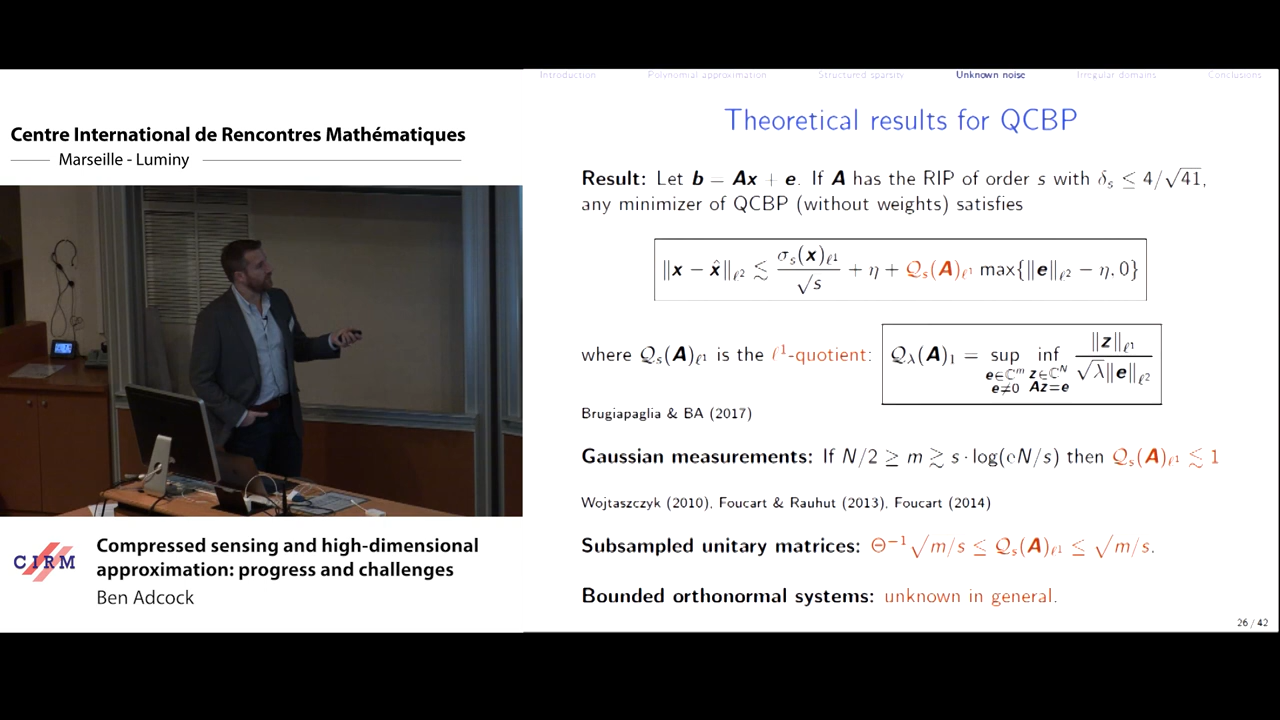 Introduction Polynomial approximation Structured sparsity Unknown noise Irregular domains Conclusions
Centre International de Rencontres Mathématiques
Marseille - Luminy
CIRM
Compressed sensing and high-dimensional
approximation: progress and challenges
Ben Adcock
Theoretical results for QCBP
Result: Let b = Ax + e. If A has the RIP of order s with δ_s ≤ 4/√41,
any minimizer of QCBP (without weights) satisfies
‖x − x̂‖_ℓ² ≲ σ_s(x)_ℓ¹ / √s + η + Q_s(A)_ℓ¹ max{‖e‖_ℓ² − η, 0}
where Q_s(A)_ℓ¹ is the ℓ¹-quotient: Q_λ(A)_1 = sup_{e∈ℂ^m, e≠0} inf_{z∈ℂ^N, Az=e} ‖z‖_ℓ¹ / √λ‖e‖_ℓ²
Brugiapaglia & BA (2017)
Gaussian measurements: If N/2 ≥ m ≳ s · log(eN/s) then Q_s(A)_ℓ¹ ≲ 1
Wojtaszczyk (2010), Foucart & Rauhut (2013), Foucart (2014)
Subsampled unitary matrices: Θ⁻¹√m/s ≤ Q_s(A)_ℓ¹ ≤ √m/s.
Bounded orthonormal systems: unknown in general.
26 / 42